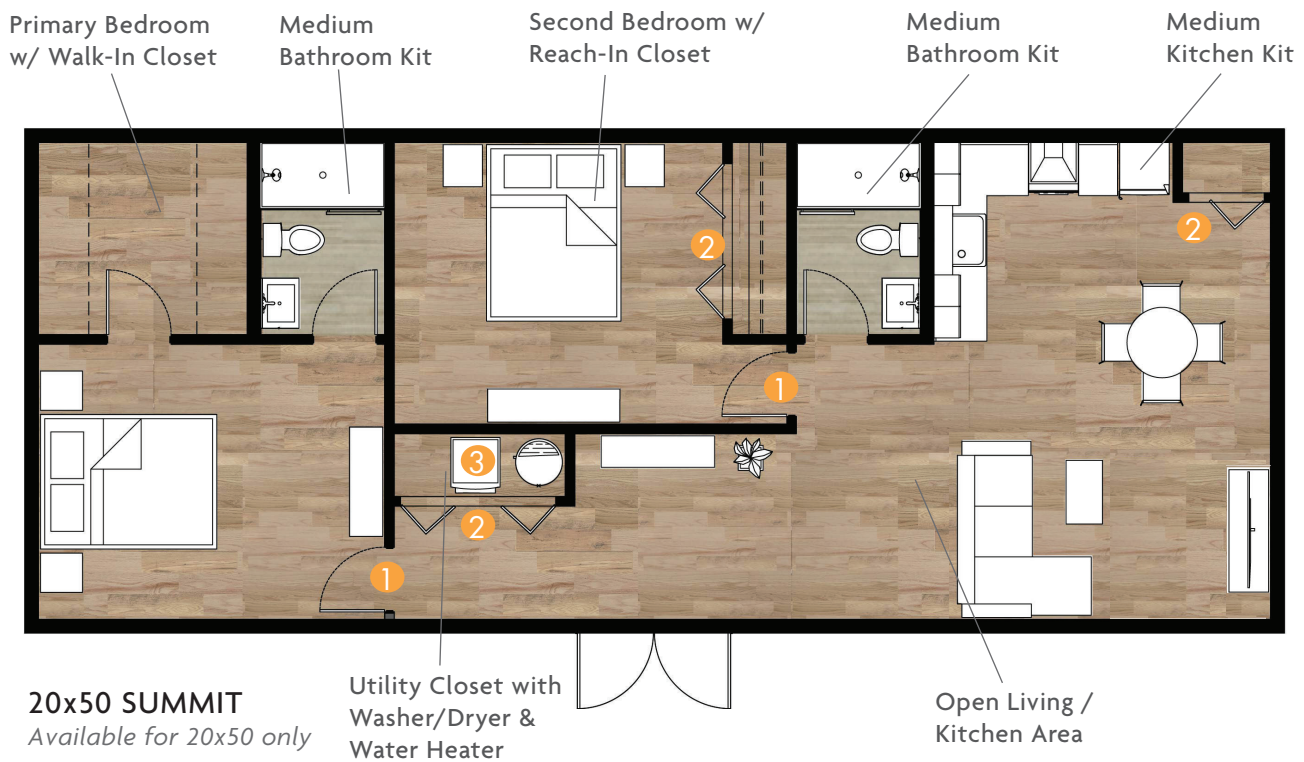 Primary Bedroom
w/ Walk-In Closet
Medium
Bathroom Kit
Second Bedroom w/
Reach-In Closet
Medium
Bathroom Kit
Medium
Kitchen Kit
2
2
1
3
2
1
20x50 SUMMIT
Available for 20x50 only
Utility Closet with
Washer/Dryer &
Water Heater
Open Living /
Kitchen Area